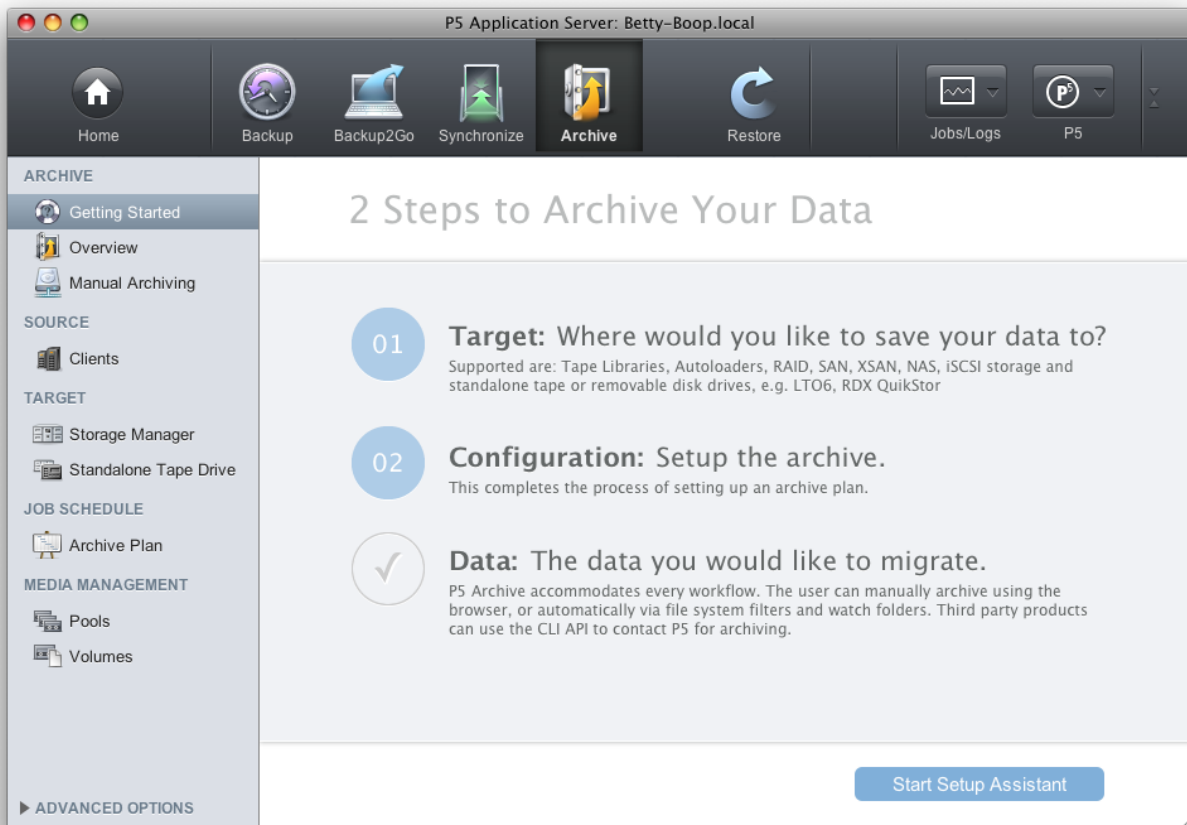 P5 Application Server: Betty-Boop.local
Home
Backup
Backup2Go
Synchronize
Archive
Restore
Jobs/Logs
P5
P5
ARCHIVE
Getting Started
Overview
Manual Archiving
SOURCE
Clients
TARGET
Storage Manager
Standalone Tape Drive
JOB SCHEDULE
Archive Plan
MEDIA MANAGEMENT
Pools
Volumes
ADVANCED OPTIONS
2 Steps to Archive Your Data
01
Target: Where would you like to save your data to?
Supported are: Tape Libraries, Autoloaders, RAID, SAN, XSAN, NAS, iSCSI storage and
standalone tape or removable disk drives, e.g. LTO6, RDX QuikStor
02
Configuration: Setup the archive.
This completes the process of setting up an archive plan.
Data: The data you would like to migrate.
P5 Archive accommodates every workflow. The user can manually archive using the
browser, or automatically via file system filters and watch folders. Third party products
can use the CLI API to contact P5 for archiving.
Start Setup Assistant